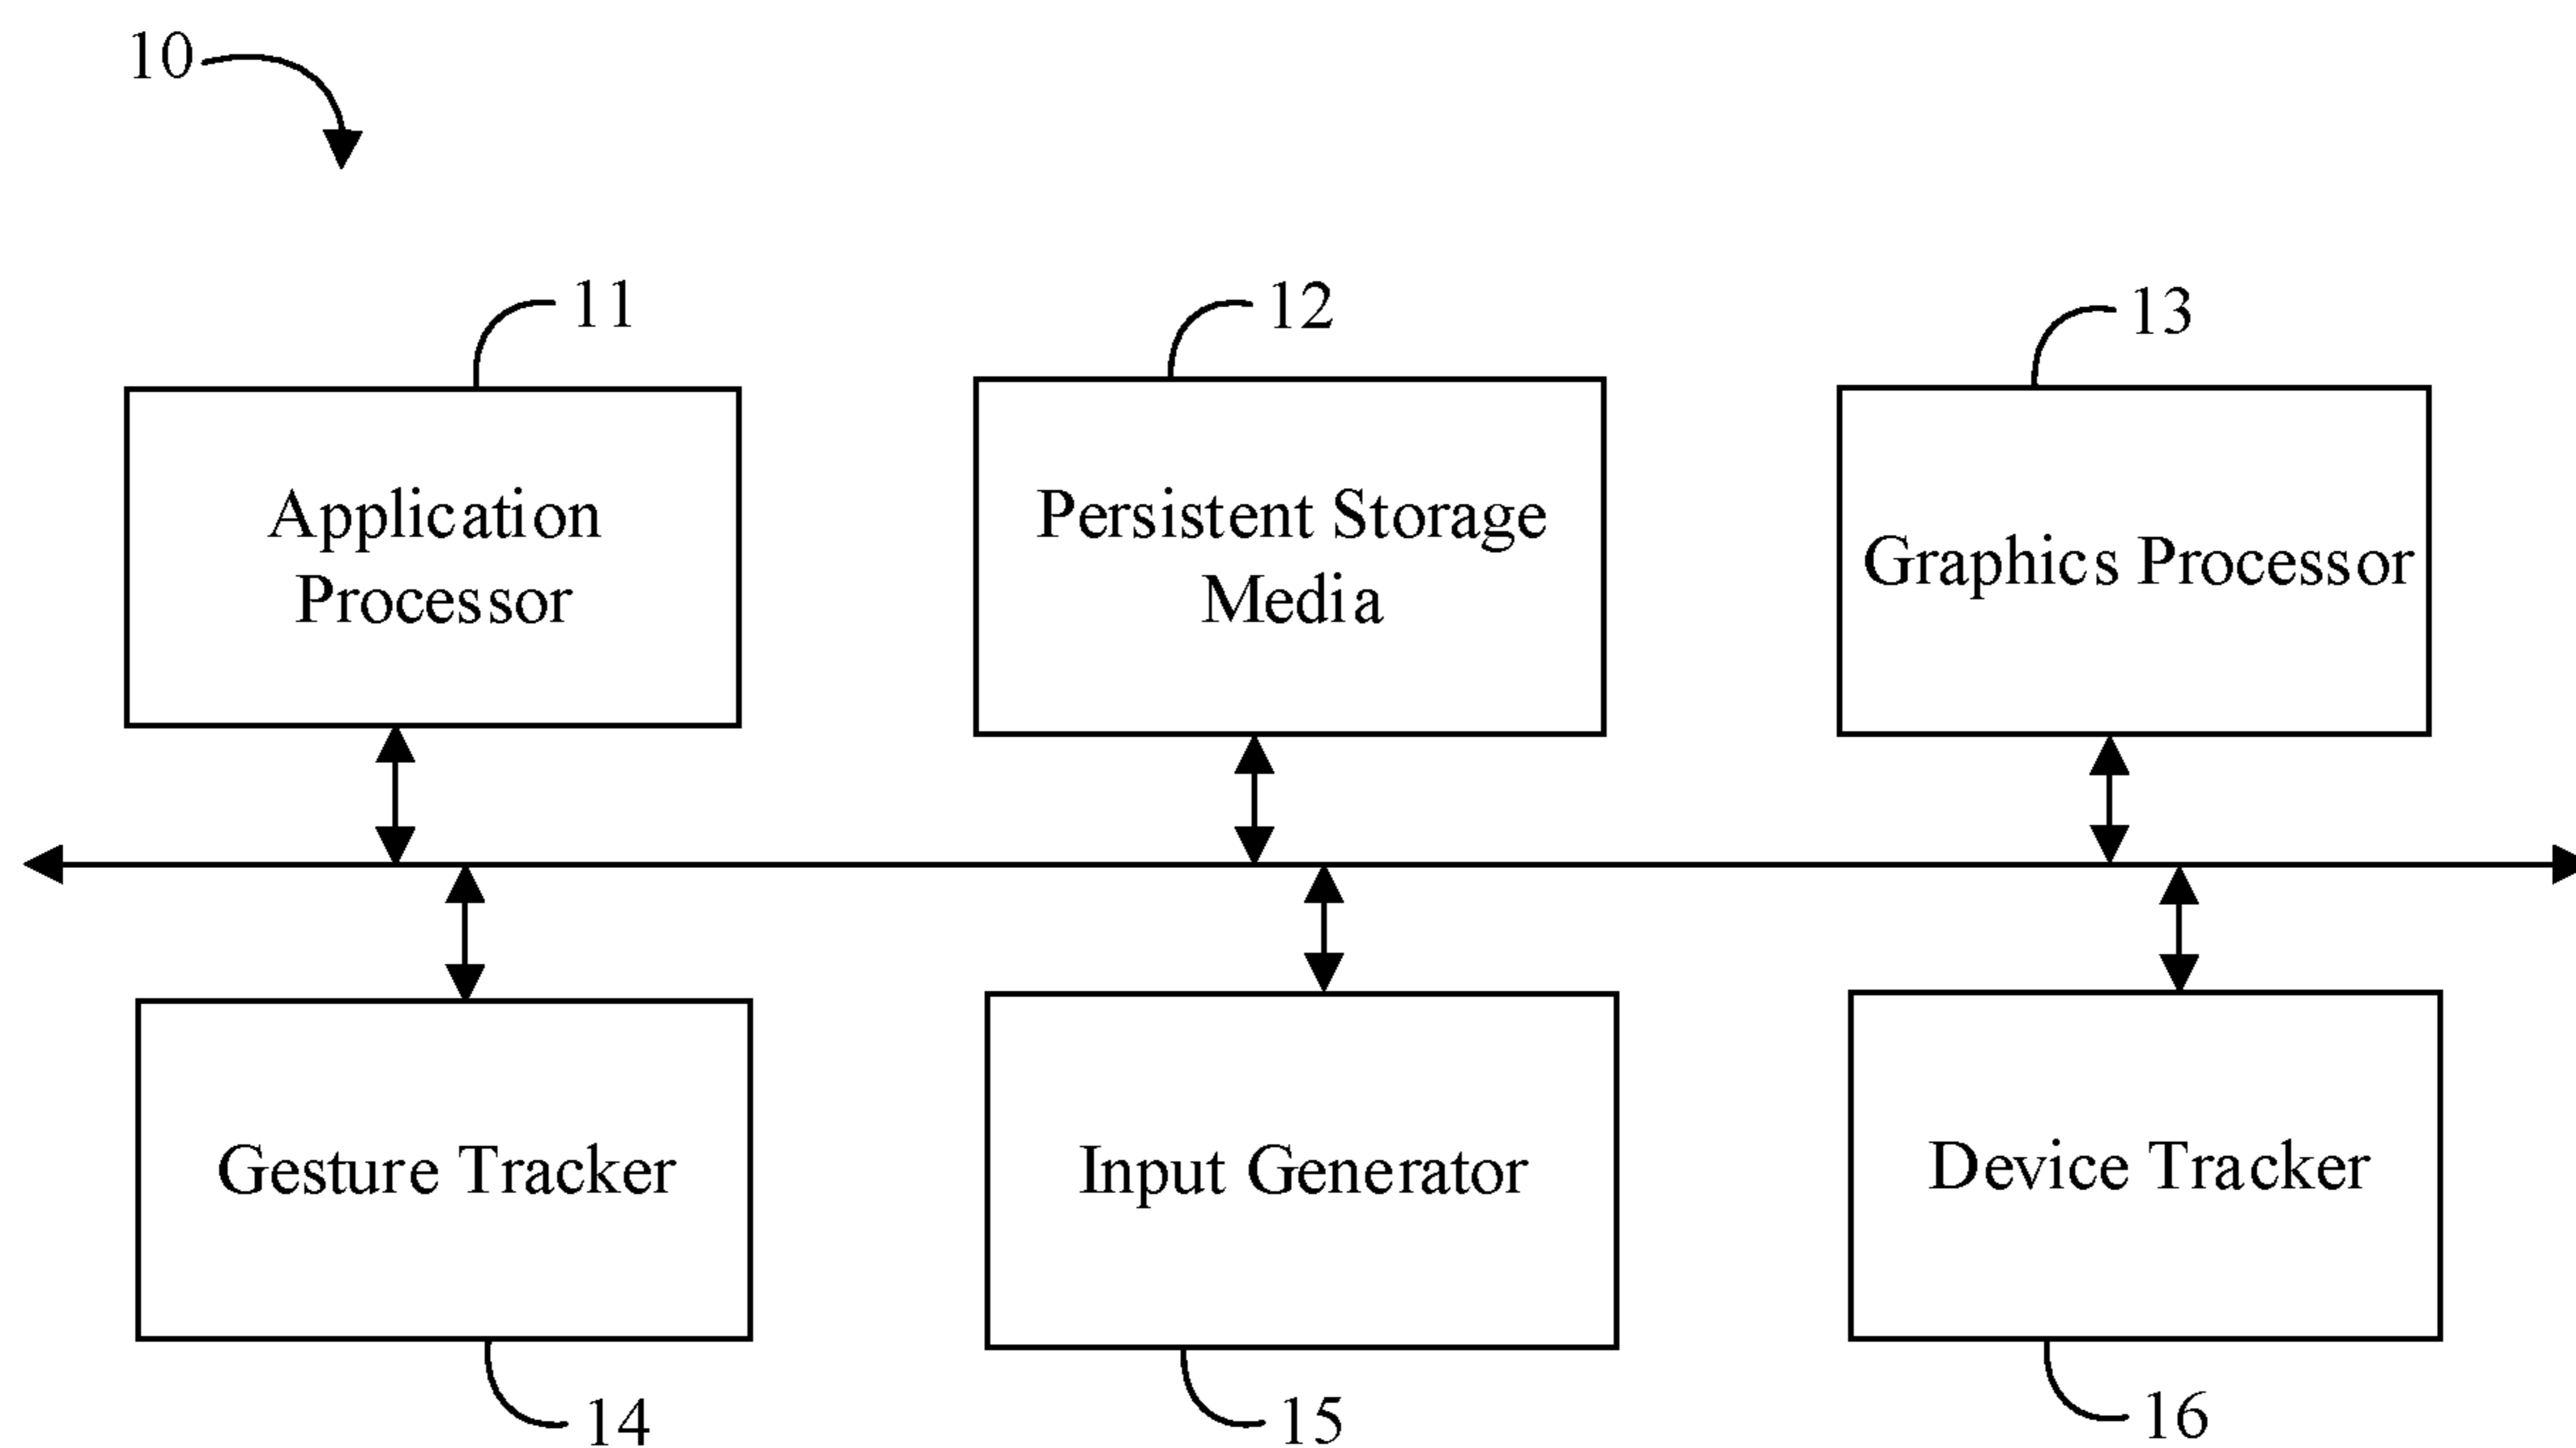 10
11
12
13
Application
Processor
Persistent Storage
Media
Graphics Processor
Gesture Tracker
Input Generator
Device Tracker
14
15
16